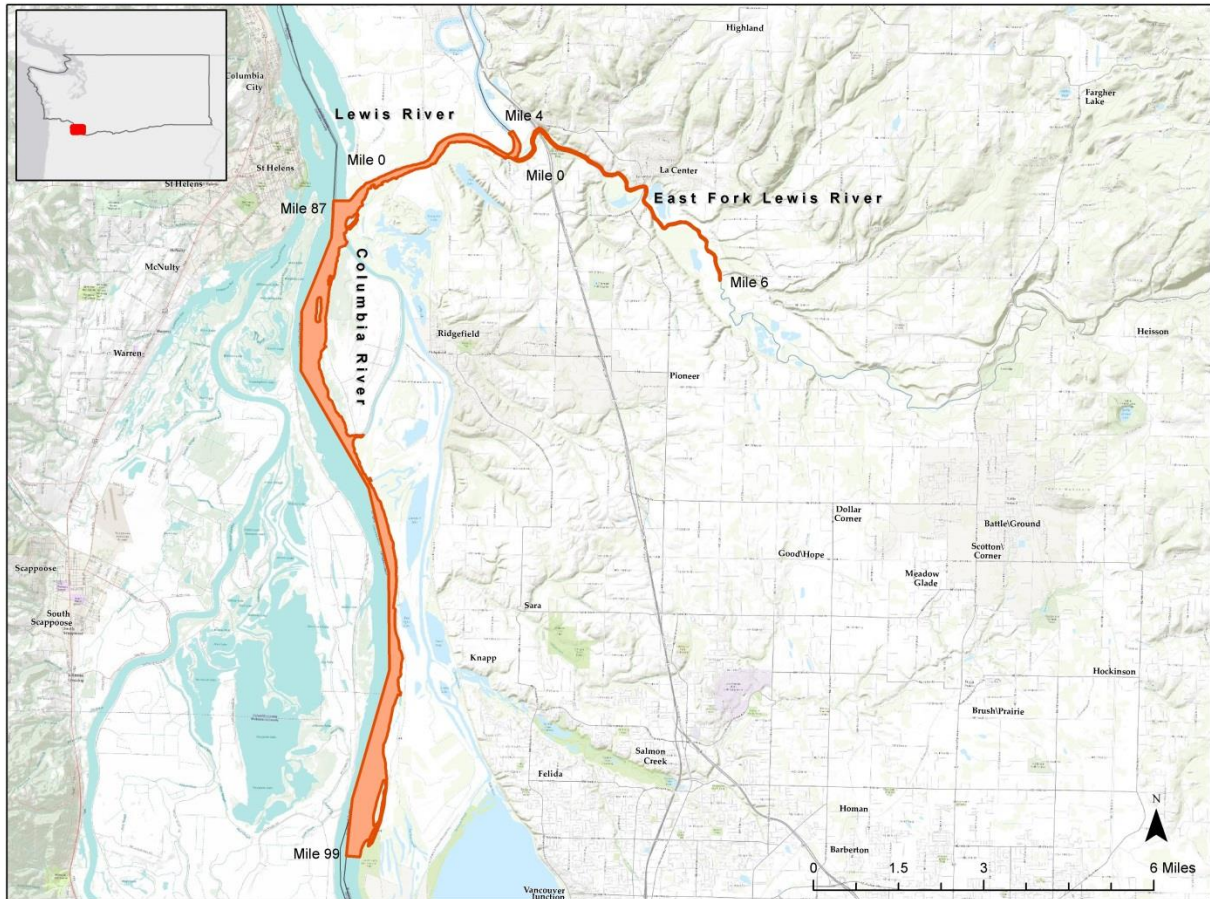 Highland
Columbia
City
Fargher
Lake
Lewis River
Mile 4
Mile 0
St Helens
St Helens
La Center
Mile 0
East Fork Lewis River
Mile 87
Columbia River
McNulty
Mile 6
Ridgefield
Heisson
Warren
Pioneer
Dollar
Corner
Battle\Ground
Good\Hope
Scotton\
Corner
Scappoose
Meadow
Glade
South
Scappoose
Sara
Knapp
Hockinson
Brush\Prairie
Salmon
Creek
Felida
N
Homan
Mile 99
Barberton
0 1.5 3 6 Miles
Vancouver
Junction